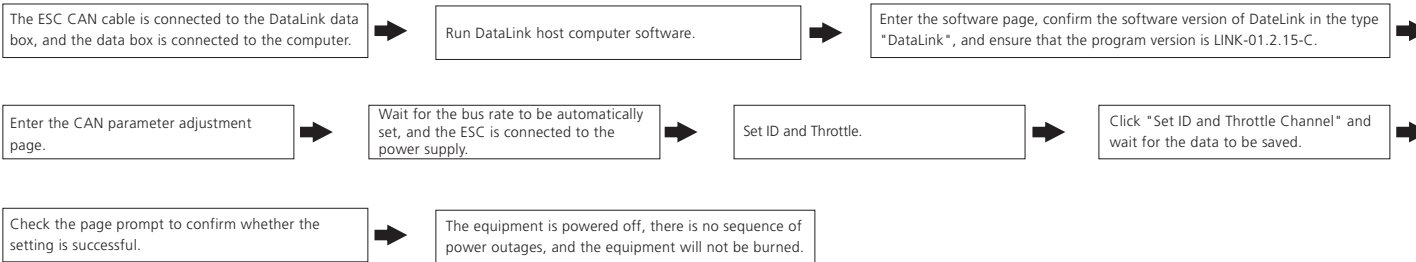 The ESC CAN cable is connected to the DataLink data
box, and the data box is connected to the computer.
Run DataLink host computer software.
Enter the software page, confirm the software version of DateLink in the type
"DataLink", and ensure that the program version is LINK-01.2.15-C.
Enter the CAN parameter adjustment
page.
Wait for the bus rate to be automatically
set, and the ESC is connected to the
power supply.
Set ID and Throttle.
Click "Set ID and Throttle Channel" and
wait for the data to be saved.
Check the page prompt to confirm whether the
setting is successful.
The equipment is powered off, there is no sequence of
power outages, and the equipment will not be burned.